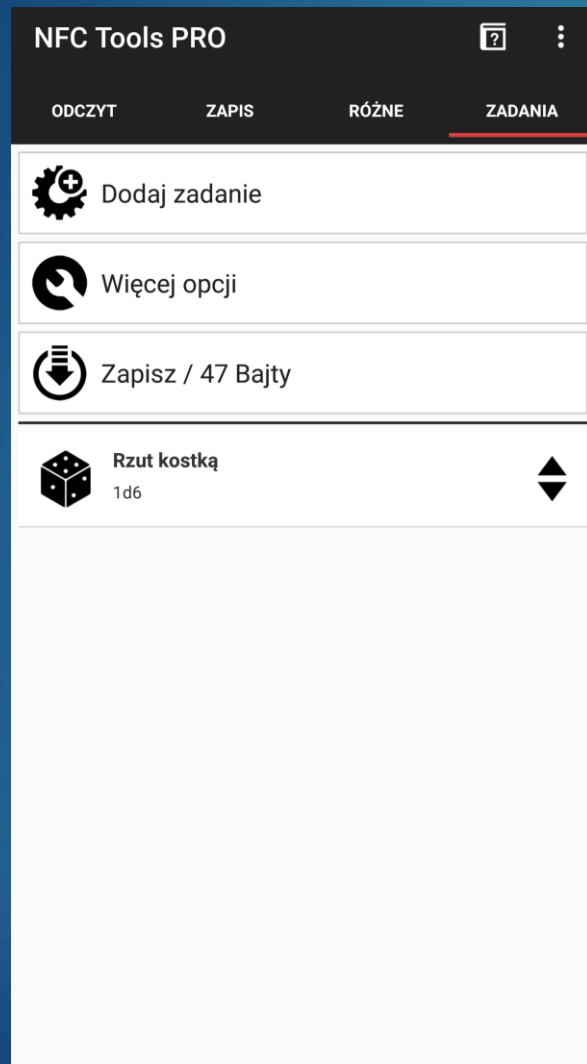 NFC Tools PRO
ODCZYT ZAPIS RÓŻNE ZADANIA
Dodaj zadanie
Więcej opcji
Zapisz / 47 Bajty
Rzut kostką
1d6